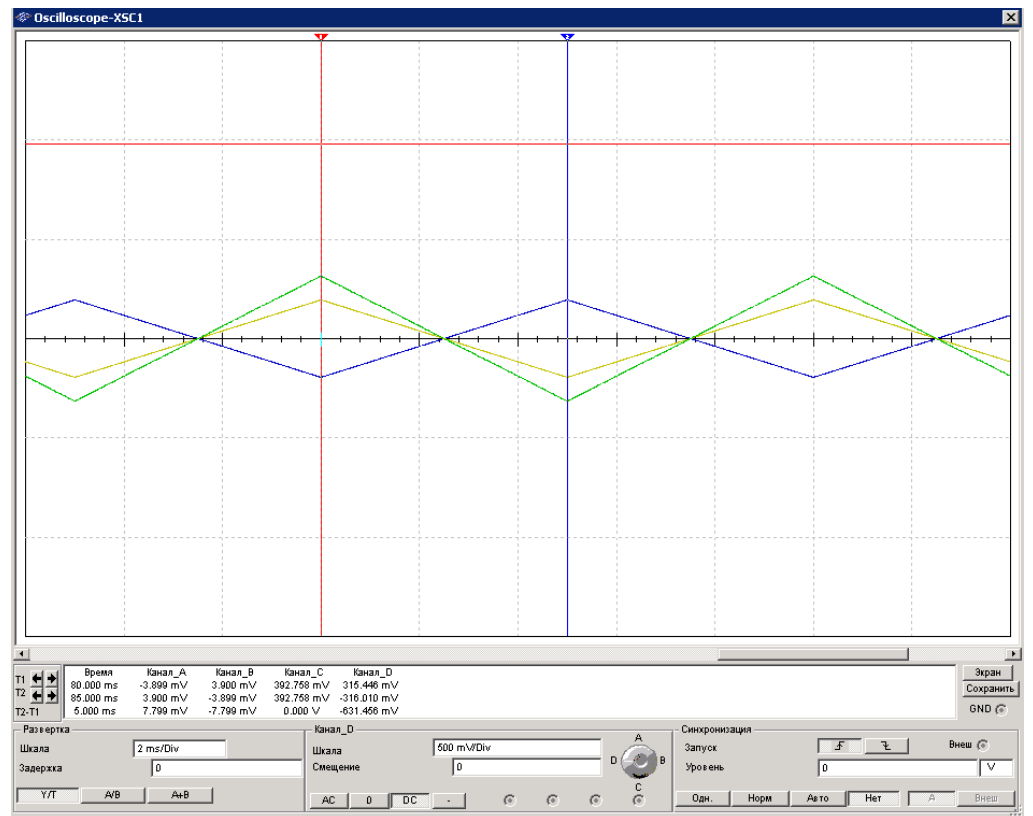 Oscilloscope-XSC1
1 2
Время Канал_A Канал_B Канал_C Канал_D
T1 80.000 ms -3.899 mV 3.900 mV 392.758 mV 315.446 mV
T2 85.000 ms 3.900 mV -3.899 mV 392.758 mV -316.010 mV
T2-T1 5.000 ms 7.799 mV -7.799 mV 0.000 V -631.456 mV
Экран
Сохранить
GND
Развертка
Шкала 2 ms/Div
Задержка 0
Y/T A/B A+B
Канал_D
Шкала 500 mV/Div
Смещение 0
AC 0 DC -
A
D B
C
Синхронизация
Запуск Внеш
Уровень 0 V
Одн. Норм Авто Нет A Внеш